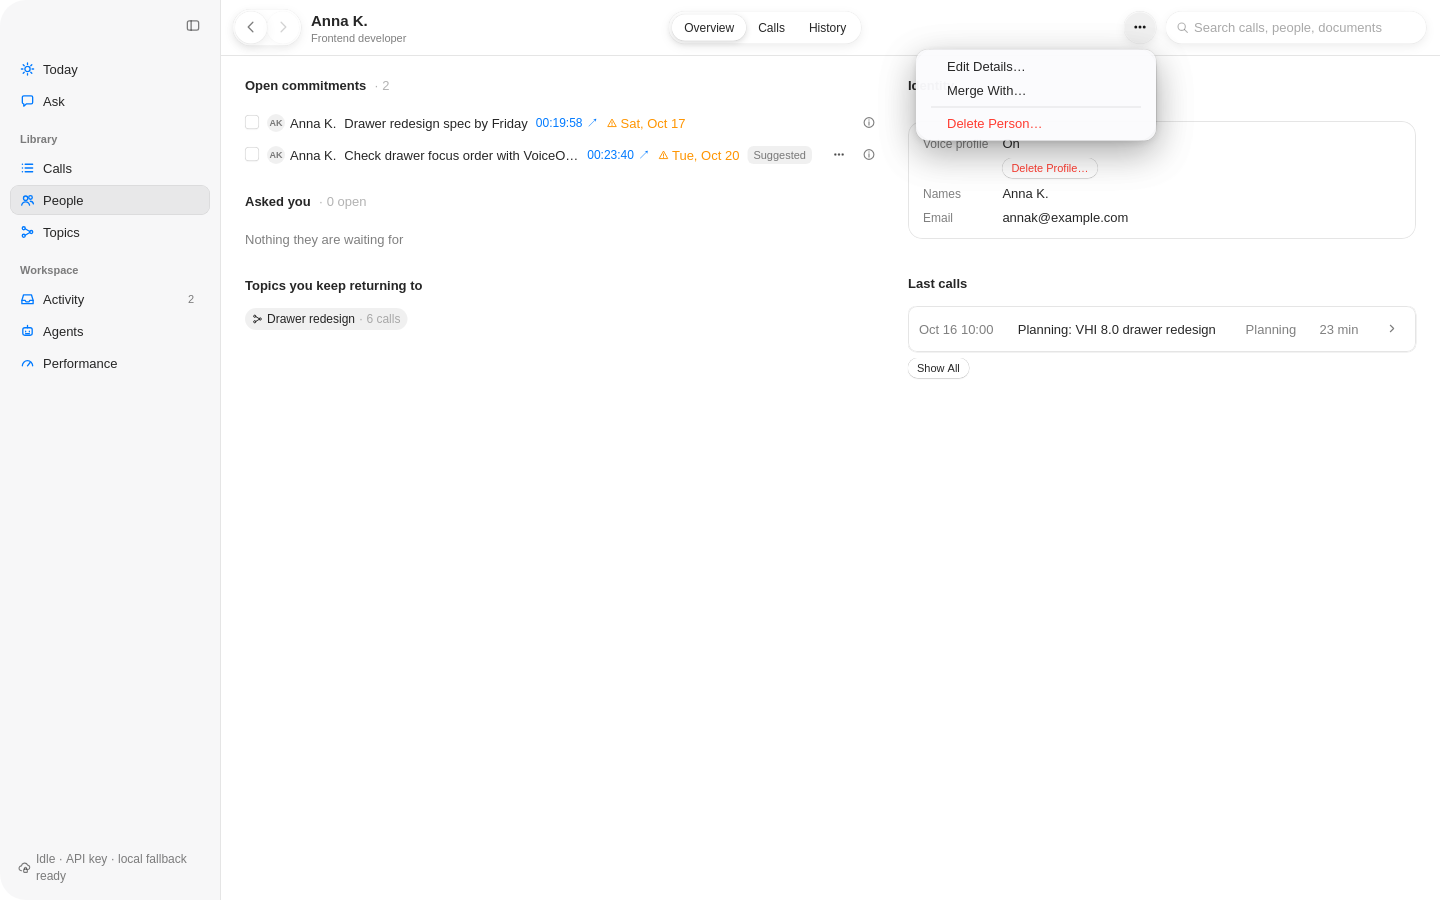 Anna K.
Frontend developer
Overview
Calls
History
Search calls, people, documents
Today
Ask
Library
Calls
People
Topics
Workspace
Activity 2
Agents
Performance
Idle · API key · local fallback
ready
Open commitments · 2
AK Anna K. Drawer redesign spec by Friday 00:19:58 Sat, Oct 17
AK Anna K. Check drawer focus order with VoiceO… 00:23:40 Tue, Oct 20 Suggested
Asked you · 0 open
Nothing they are waiting for
Topics you keep returning to
Drawer redesign · 6 calls
Edit Details…
Merge With…
Delete Person…
Voice profile On
Delete Profile…
Names Anna K.
Email annak@example.com
Last calls
Oct 16 10:00 Planning: VHI 8.0 drawer redesign Planning 23 min
Show All